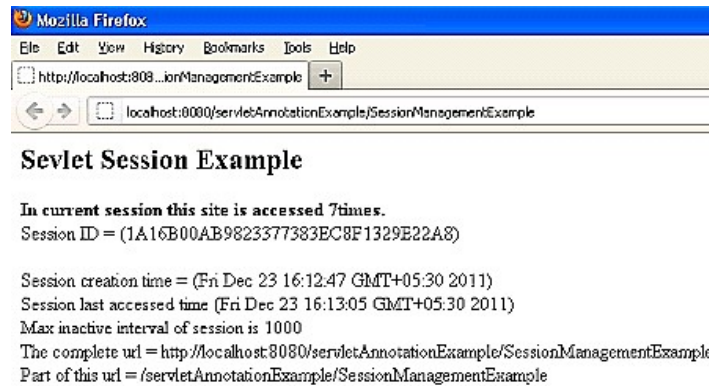 Mozilla Firefox
File Edit View History Bookmarks Tools Help
http://localhost:808...ionManagementExample +
localhost:8080/servletAnnotationExample/SessionManagementExample
Sevlet Session Example
In current session this site is accessed 7times.
Session ID = (1A16B00AB9823377383EC8F1329E22A8)
Session creation time = (Fri Dec 23 16:12:47 GMT+05:30 2011)
Session last accessed time (Fri Dec 23 16:13:05 GMT+05:30 2011)
Max inactive interval of session is 1000
The complete url = http://localhost:8080/servletAnnotationExample/SessionManagementExample
Part of this url = /servletAnnotationExample/SessionManagementExample